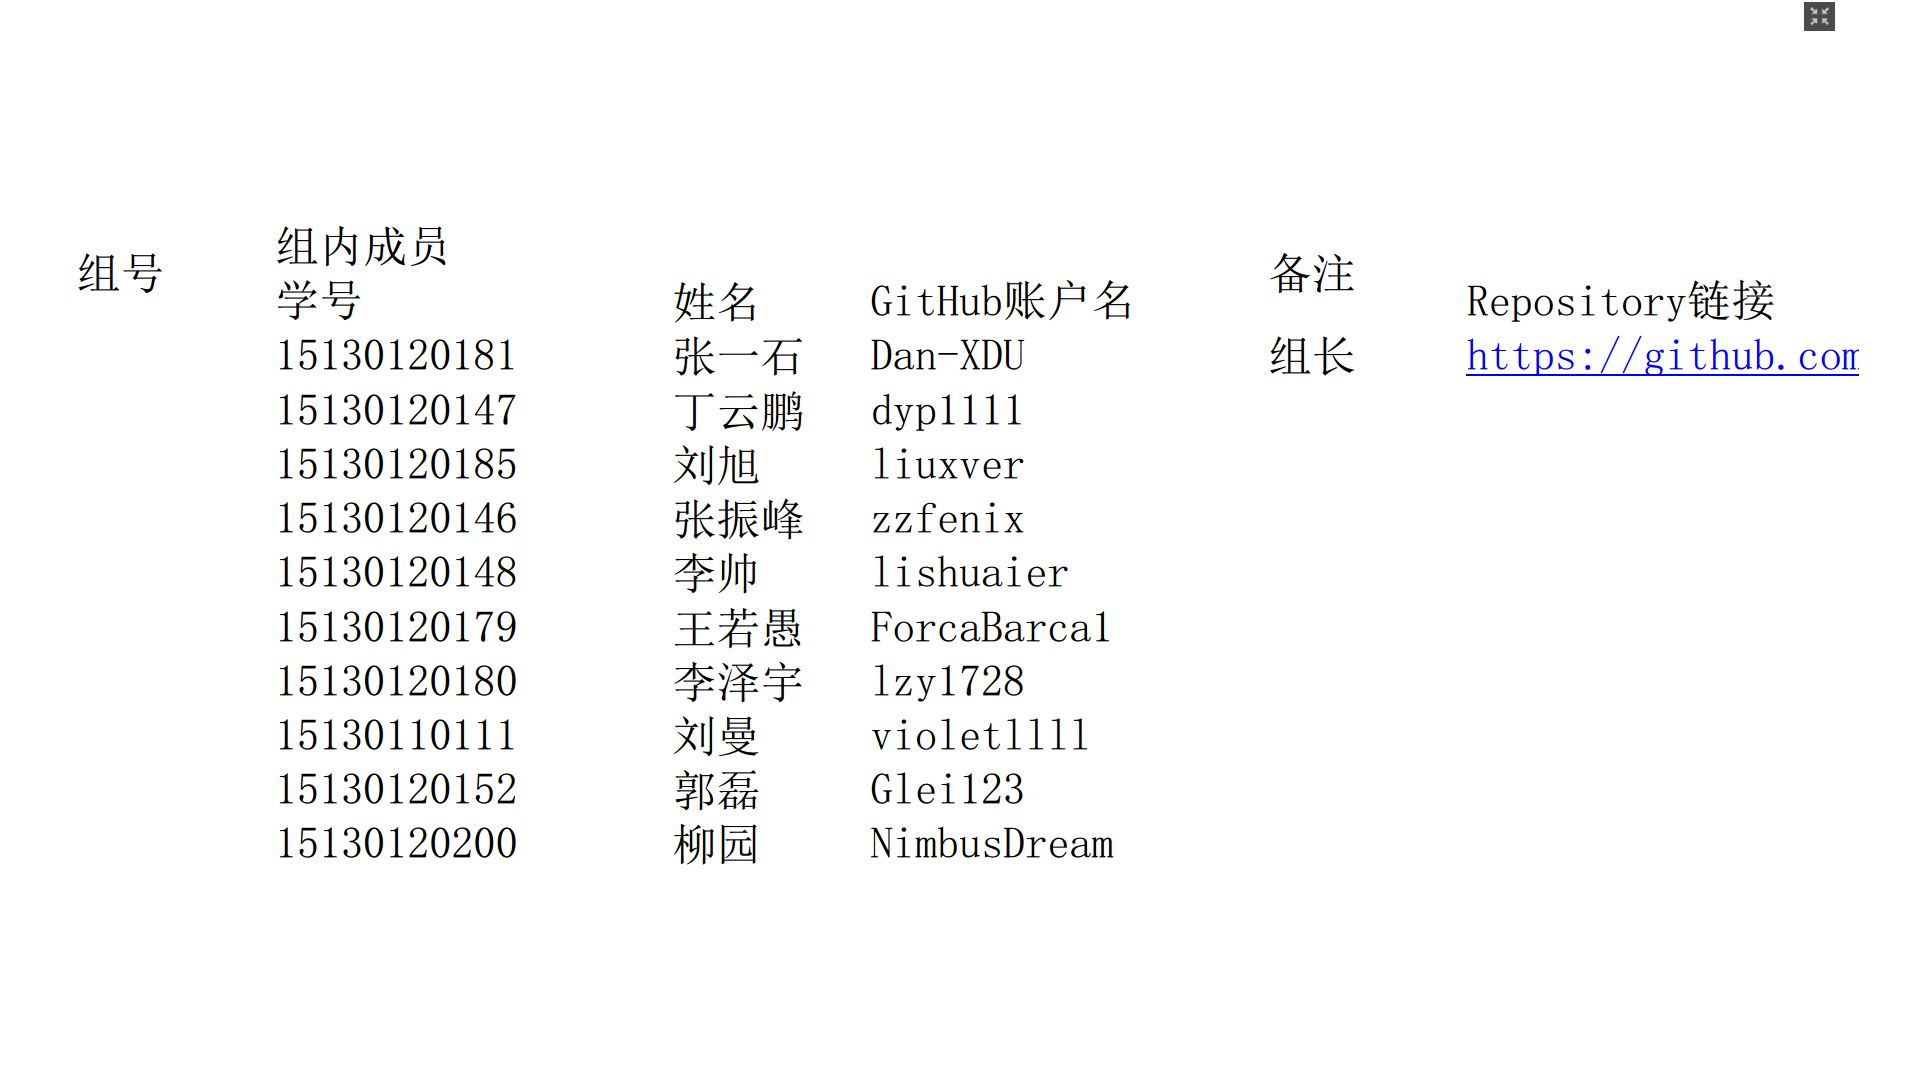 组号 组内成员 备注
学号 姓名 GitHub账户名 Repository链接
15130120181 张一石 Dan-XDU 组长 https://github.com
15130120147 丁云鹏 dyp1111
15130120185 刘旭 liuxver
15130120146 张振峰 zzfenix
15130120148 李帅 lishuaier
15130120179 王若愚 ForcaBarca1
15130120180 李泽宇 lzy1728
15130110111 刘曼 violetllll
15130120152 郭磊 Glei123
15130120200 柳园 NimbusDream